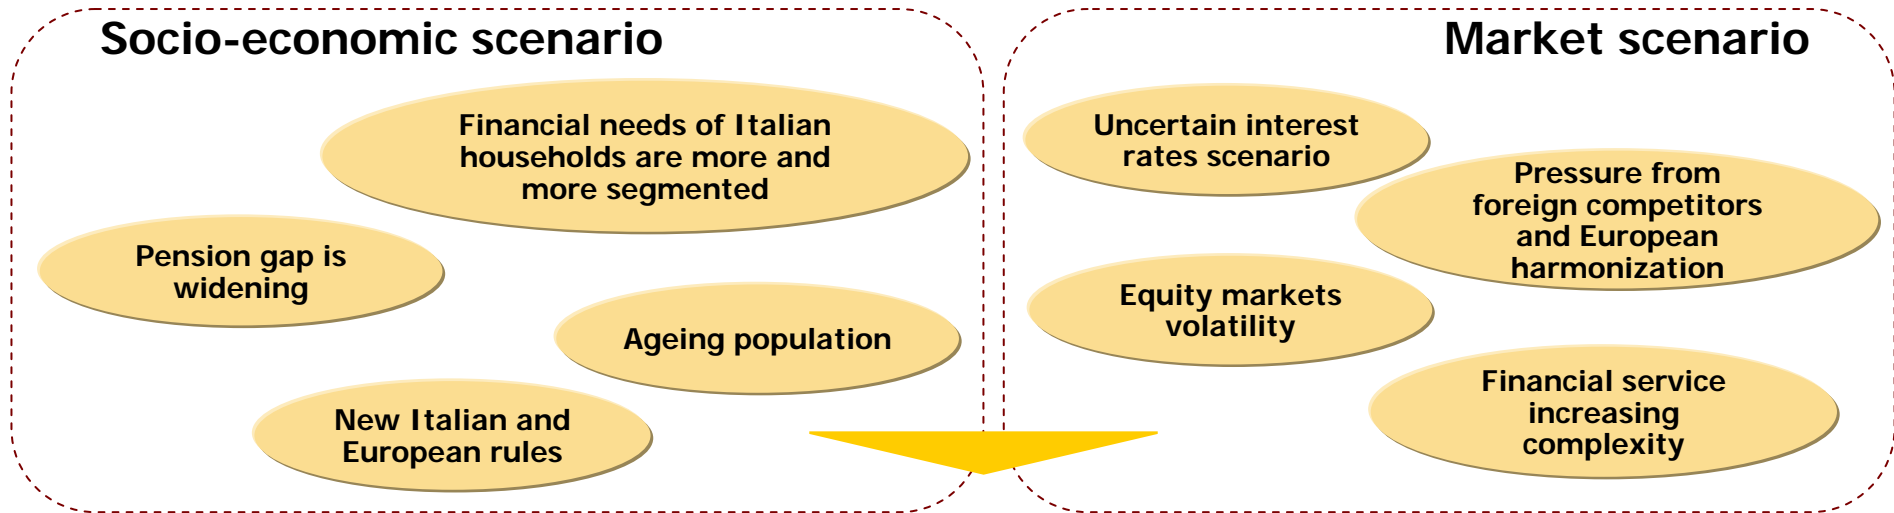 Socio-economic scenario
Financial needs of Italian
households are more and
more segmented
Pension gap is
widening
Ageing population
New Italian and
European rules
Market scenario
Uncertain interest
rates scenario
Pressure from
foreign competitors
and European
harmonization
Equity markets
volatility
Financial service
increasing
complexity